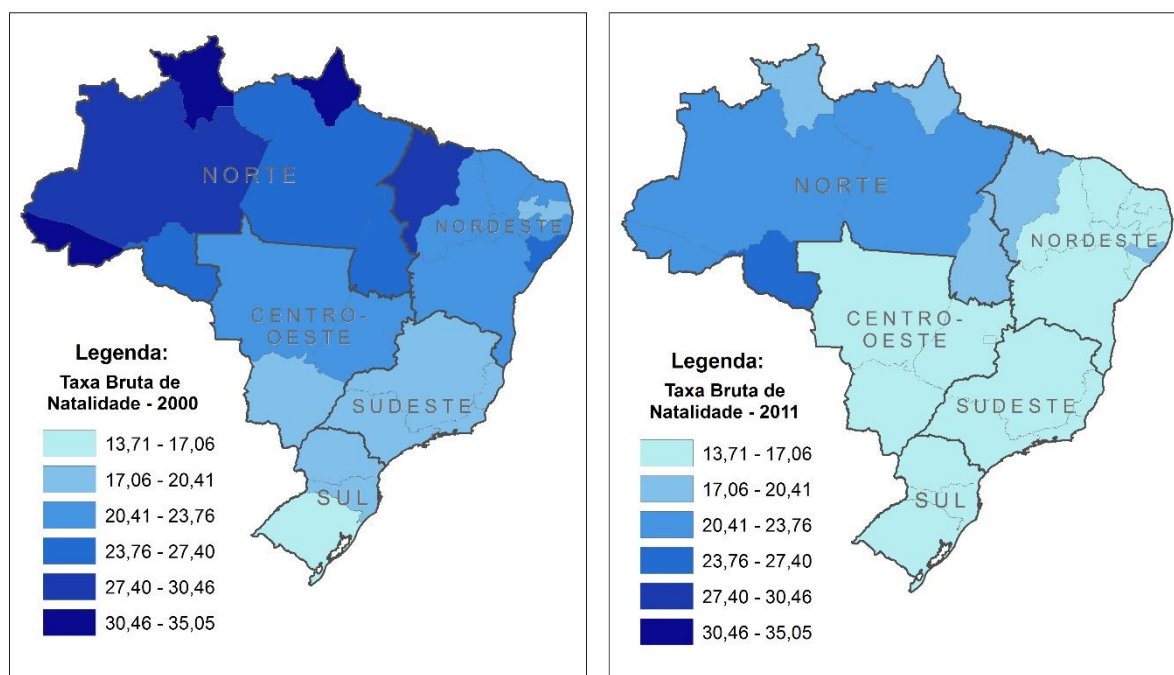 NORTE
NORDESTE
CENTRO-
OESTE
SUDESTE
SUL
Legenda:
Taxa Bruta de
Natalidade - 2000
13,71 - 17,06
17,06 - 20,41
20,41 - 23,76
23,76 - 27,40
27,40 - 30,46
30,46 - 35,05
NORTE
NORDESTE
CENTRO-
OESTE
SUDESTE
SUL
Legenda:
Taxa Bruta de
Natalidade - 2011
13,71 - 17,06
17,06 - 20,41
20,41 - 23,76
23,76 - 27,40
27,40 - 30,46
30,46 - 35,05